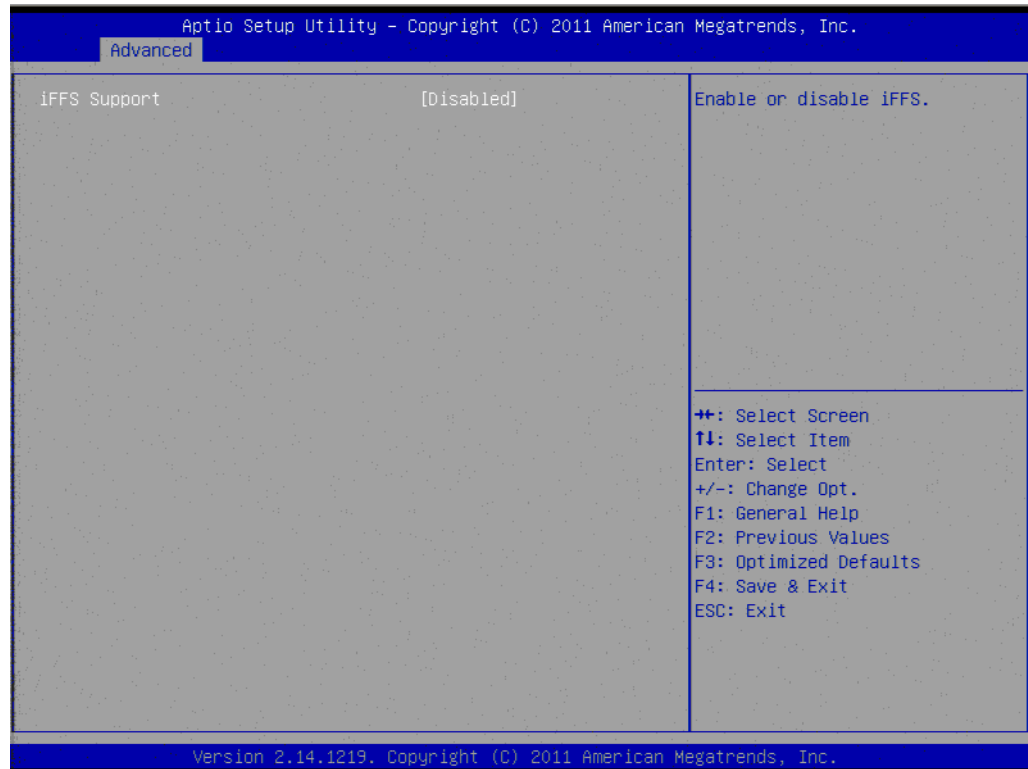 Aptio Setup Utility – Copyright (C) 2011 American Megatrends, Inc.
Advanced
iFFS Support [Disabled]
Enable or disable iFFS.
→←: Select Screen
↑↓: Select Item
Enter: Select
+/-: Change Opt.
F1: General Help
F2: Previous Values
F3: Optimized Defaults
F4: Save & Exit
ESC: Exit
Version 2.14.1219. Copyright (C) 2011 American Megatrends, Inc.